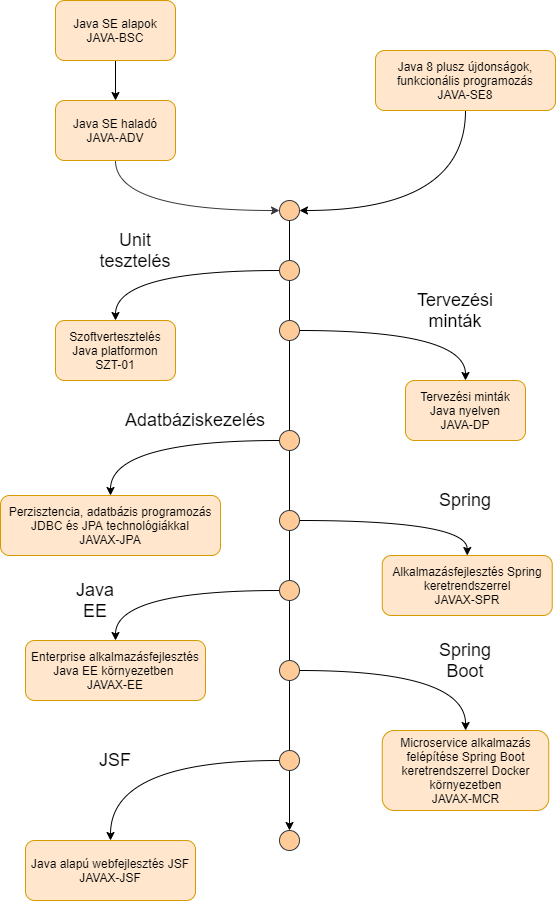 Java SE alapok
JAVA-BSC
Java 8 plusz újdonságok,
funkcionális programozás
JAVA-SE8
Java SE haladó
JAVA-ADV
Unit
tesztelés
Szoftvertesztelés
Java platformon
SZT-01
Tervezési
minták
Tervezési minták
Java nyelven
JAVA-DP
Adatbáziskezelés
Perzisztencia, adatbázis programozás
JDBC és JPA technológiákkal
JAVAX-JPA
Spring
Alkalmazásfejlesztés Spring
keretrendszerrel
JAVAX-SPR
Java
EE
Enterprise alkalmazásfejlesztés
Java EE környezetben
JAVAX-EE
Spring
Boot
Microservice alkalmazás
felépítése Spring Boot
keretrendszerrel Docker
környezetben
JAVAX-MCR
JSF
Java alapú webfejlesztés JSF
JAVAX-JSF